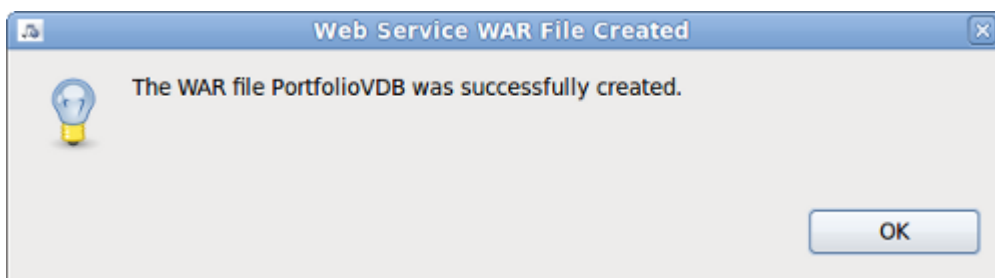 Web Service WAR File Created
The WAR file PortfolioVDB was successfully created.
OK